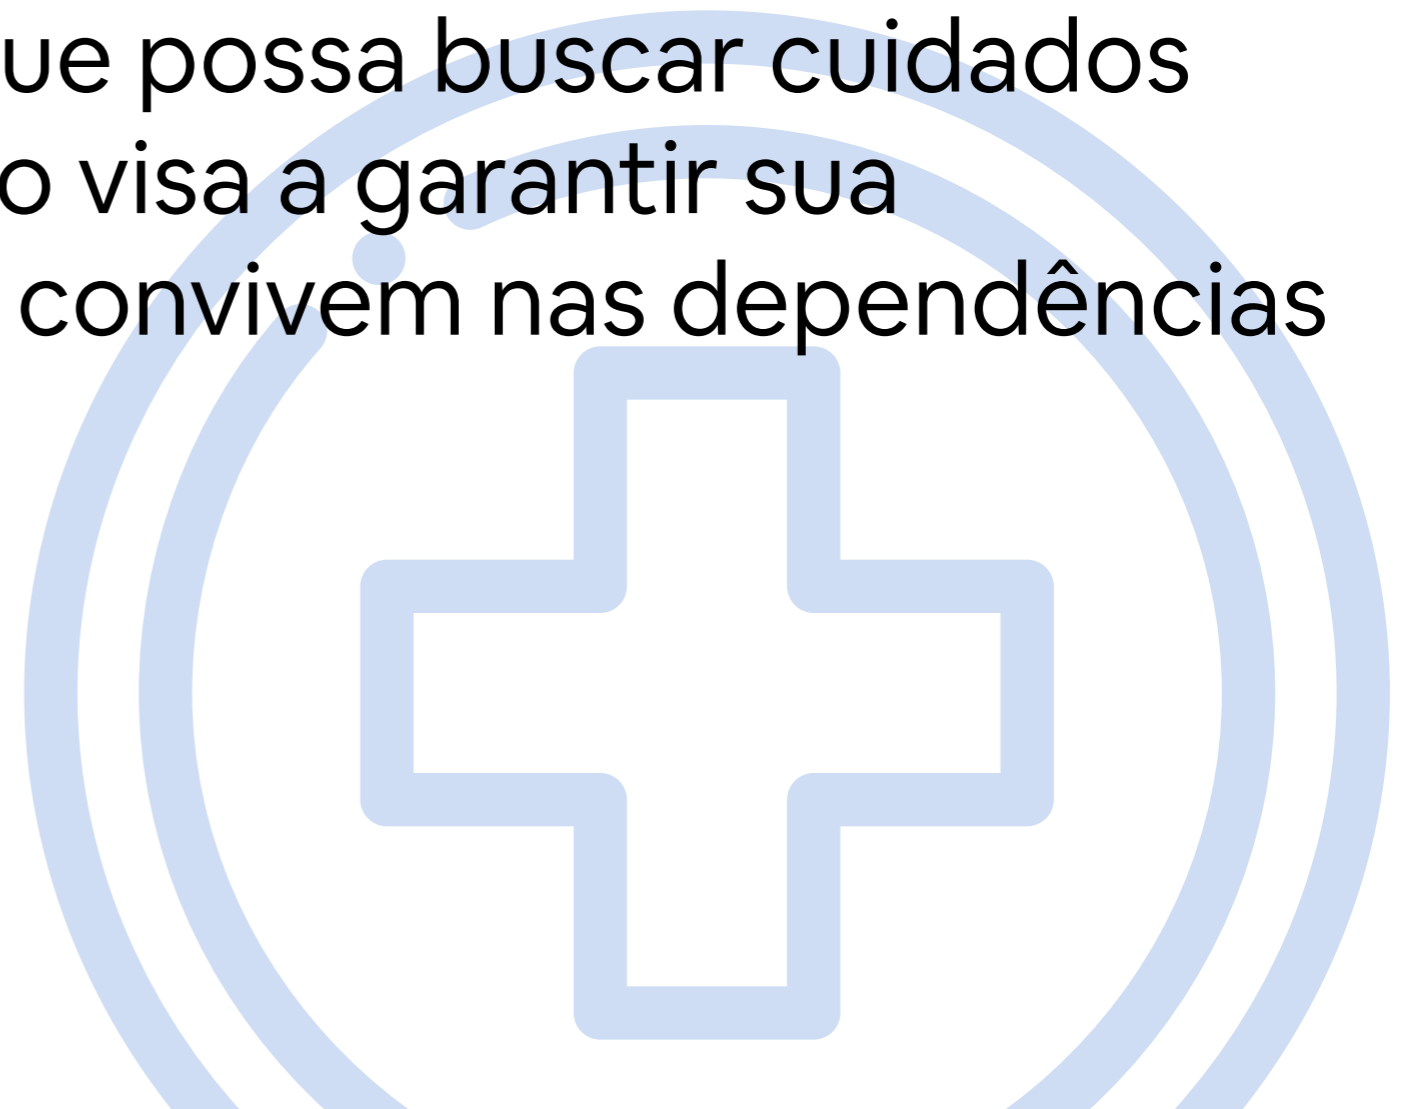 ue possa buscar cuidados
o visa a garantir sua
convivem nas dependências